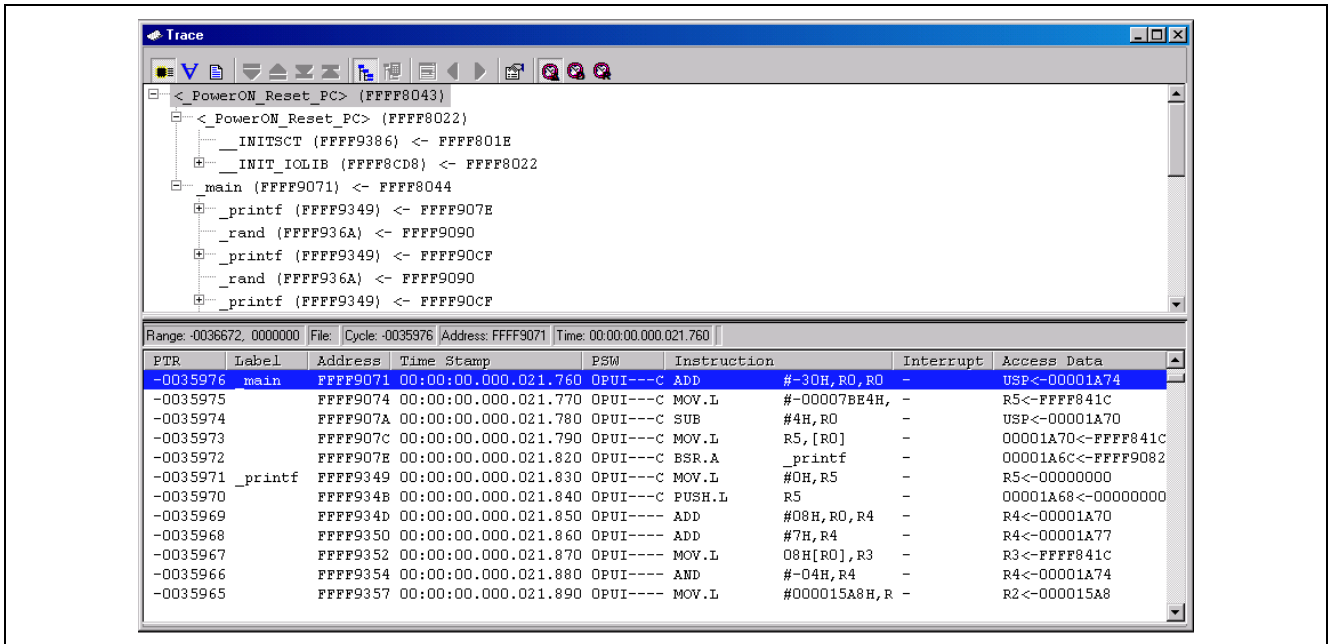 Trace
<_PowerON_Reset_PC> (FFFF8043)
<_PowerON_Reset_PC> (FFFF8022)
__INITSCT (FFFF9386) <- FFFF801E
__INIT_IOLIB (FFFF8CD8) <- FFFF8022
_main (FFFF9071) <- FFFF8044
_printf (FFFF9349) <- FFFF907E
_rand (FFFF936A) <- FFFF9090
_printf (FFFF9349) <- FFFF90CF
_rand (FFFF936A) <- FFFF9090
_printf (FFFF9349) <- FFFF90CF
Range: -0036672, 0000000 File: Cycle: -0035976 Address: FFFF9071 Time: 00:00:00.000.021.760
PTR Label Address Time Stamp PSW Instruction Interrupt Access Data
-0035976 _main FFFF9071 00:00:00.000.021.760 0PUI---C ADD #-30H,R0,R0 - USP<-00001A74
-0035975 FFFF9074 00:00:00.000.021.770 0PUI---C MOV.L #-00007BE4H, - R5<-FFFF841C
-0035974 FFFF907A 00:00:00.000.021.780 0PUI---C SUB #4H,R0 - USP<-00001A70
-0035973 FFFF907C 00:00:00.000.021.790 0PUI---C MOV.L R5,[R0] - 00001A70<-FFFF841C
-0035972 FFFF907E 00:00:00.000.021.820 0PUI---C BSR.A _printf - 00001A6C<-FFFF9082
-0035971 _printf FFFF9349 00:00:00.000.021.830 0PUI---C MOV.L #0H,R5 - R5<-00000000
-0035970 FFFF934B 00:00:00.000.021.840 0PUI---C PUSH.L R5 - 00001A68<-00000000
-0035969 FFFF934D 00:00:00.000.021.850 0PUI---- ADD #08H,R0,R4 - R4<-00001A70
-0035968 FFFF9350 00:00:00.000.021.860 0PUI---- ADD #7H,R4 - R4<-00001A77
-0035967 FFFF9352 00:00:00.000.021.870 0PUI---- MOV.L 08H[R0],R3 - R3<-FFFF841C
-0035966 FFFF9354 00:00:00.000.021.880 0PUI---- AND #-04H,R4 - R4<-00001A74
-0035965 FFFF9357 00:00:00.000.021.890 0PUI---- MOV.L #000015A8H,R - R2<-000015A8